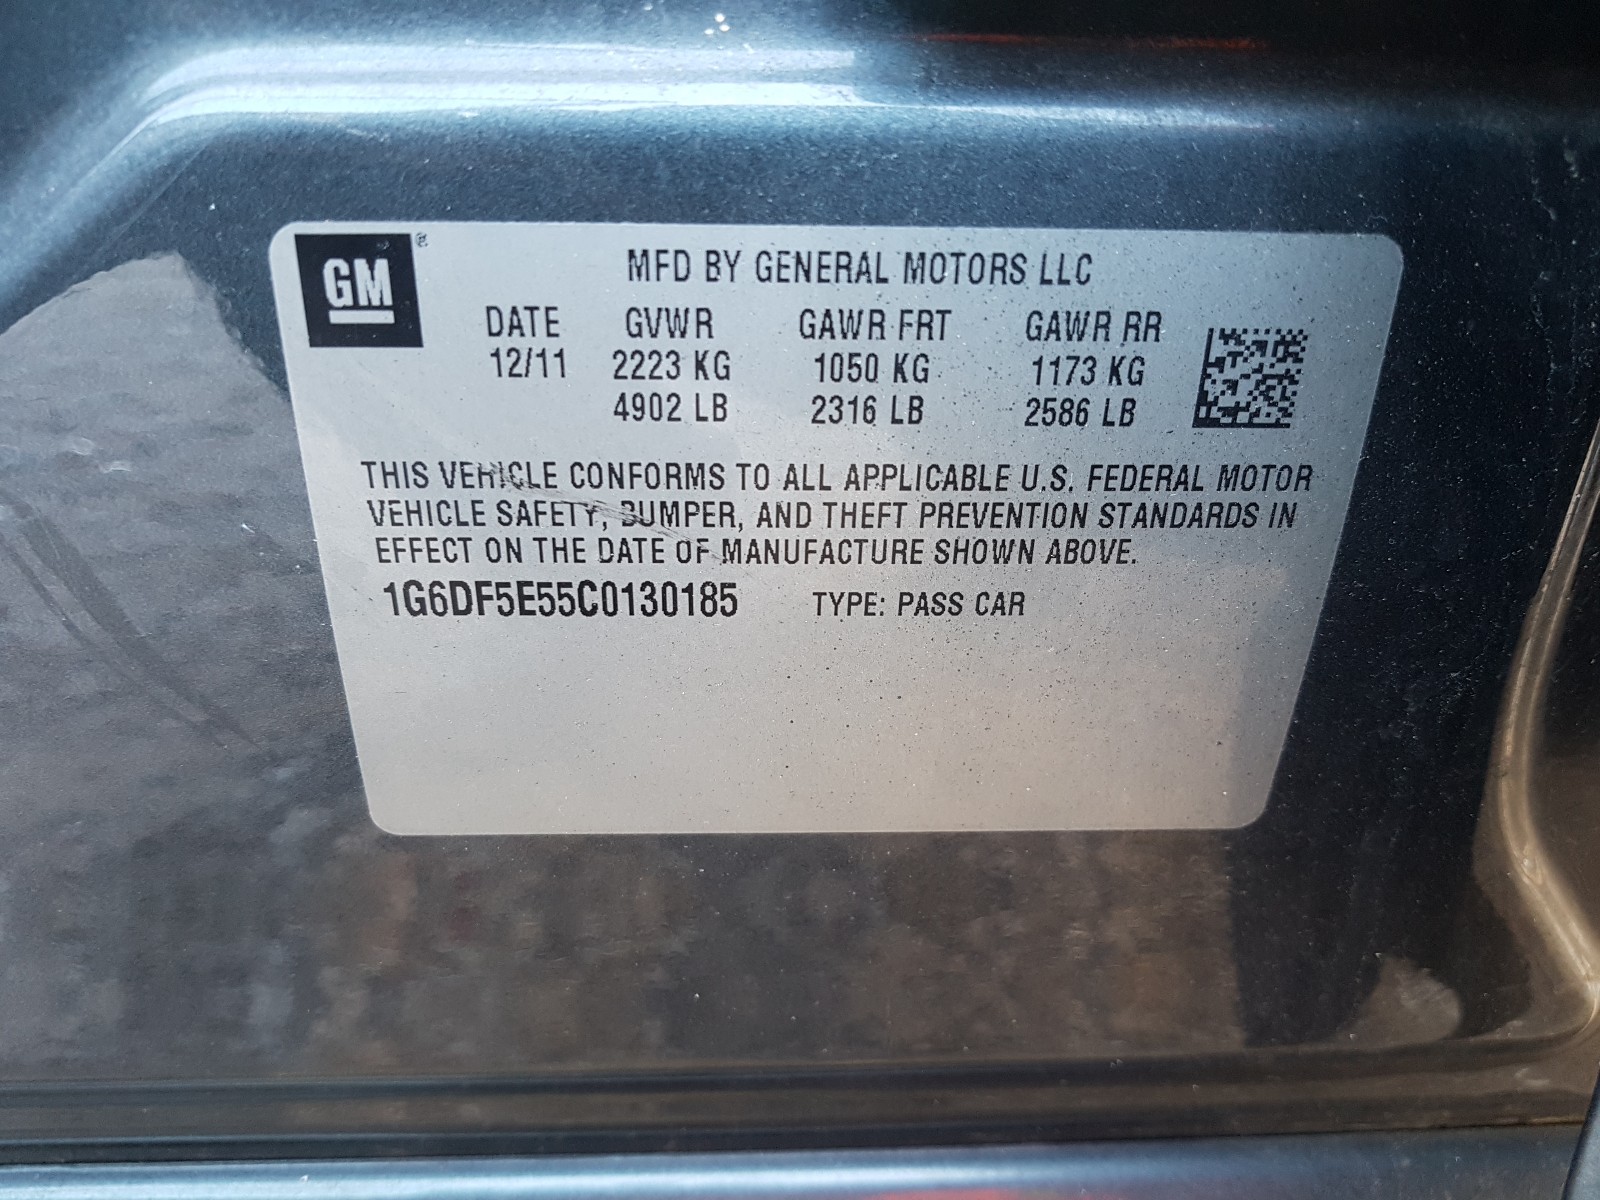 GM®
MFD BY GENERAL MOTORS LLC
DATE GVWR GAWR FRT GAWR RR
12/11 2223 KG 1050 KG 1173 KG
4902 LB 2316 LB 2586 LB
THIS VEHICLE CONFORMS TO ALL APPLICABLE U.S. FEDERAL MOTOR
VEHICLE SAFETY, BUMPER, AND THEFT PREVENTION STANDARDS IN
EFFECT ON THE DATE OF MANUFACTURE SHOWN ABOVE.
1G6DF5E55C0130185 TYPE: PASS CAR